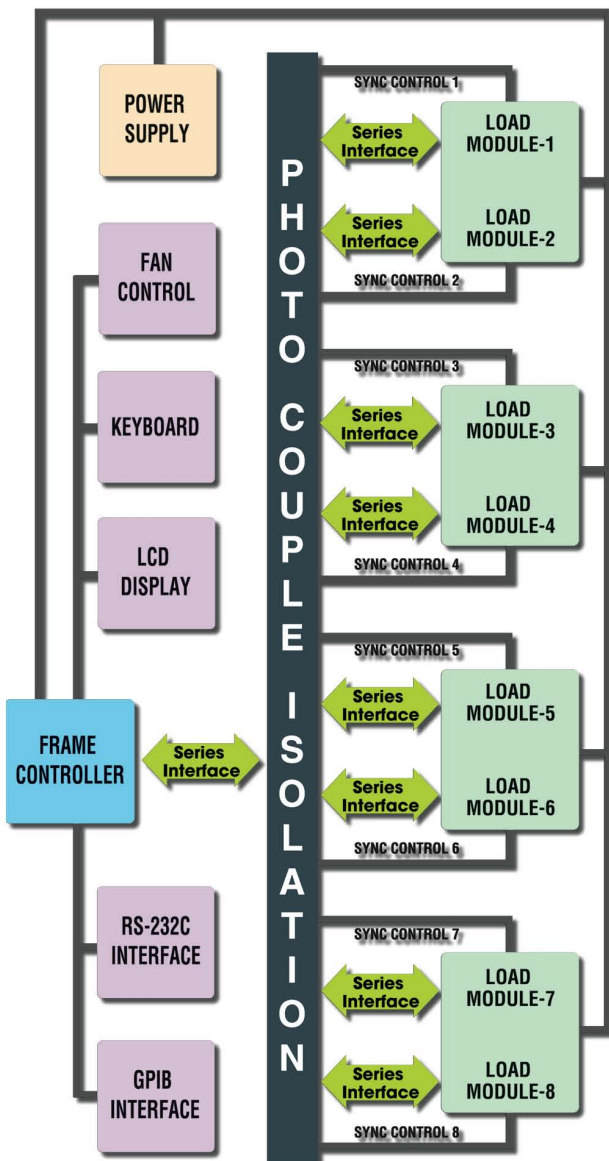 POWER
SUPPLY
FAN
CONTROL
KEYBOARD
LCD
DISPLAY
FRAME
CONTROLLER
RS-232C
INTERFACE
GPIB
INTERFACE
Series
Interface
PHOTO COUPLE ISOLATION
SYNC CONTROL 1
Series
Interface
LOAD
MODULE-1
Series
Interface
LOAD
MODULE-2
SYNC CONTROL 2
SYNC CONTROL 3
Series
Interface
LOAD
MODULE-3
Series
Interface
LOAD
MODULE-4
SYNC CONTROL 4
SYNC CONTROL 5
Series
Interface
LOAD
MODULE-5
Series
Interface
LOAD
MODULE-6
SYNC CONTROL 6
SYNC CONTROL 7
Series
Interface
LOAD
MODULE-7
Series
Interface
LOAD
MODULE-8
SYNC CONTROL 8